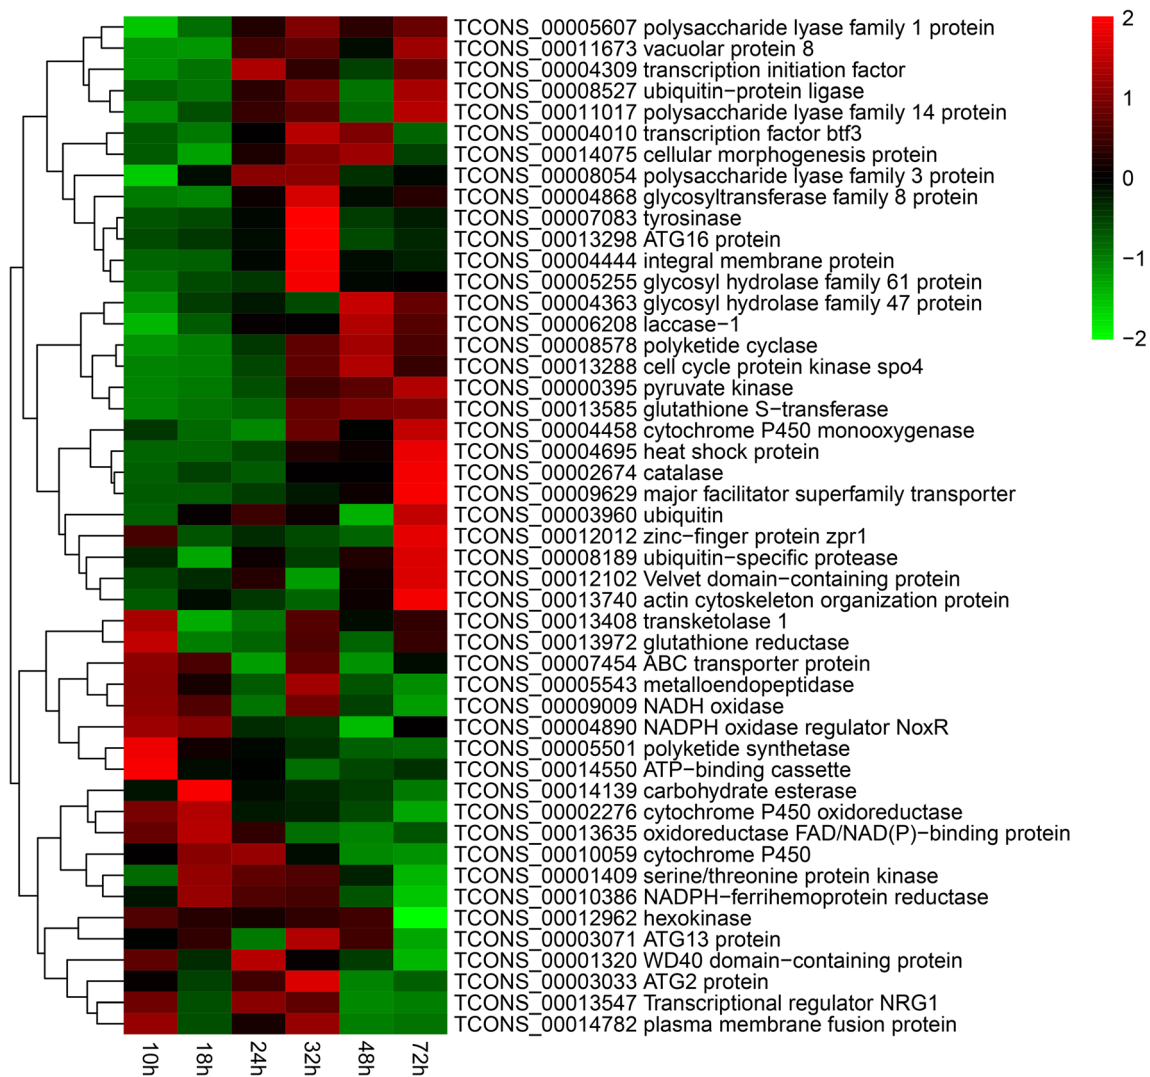 TCONS_00005607 polysaccharide lyase family 1 protein
TCONS_00011673 vacuolar protein 8
TCONS_00004309 transcription initiation factor
TCONS_00008527 ubiquitin−protein ligase
TCONS_00011017 polysaccharide lyase family 14 protein
TCONS_00004010 transcription factor btf3
TCONS_00014075 cellular morphogenesis protein
TCONS_00008054 polysaccharide lyase family 3 protein
TCONS_00004868 glycosyltransferase family 8 protein
TCONS_00007083 tyrosinase
TCONS_00013298 ATG16 protein
TCONS_00004444 integral membrane protein
TCONS_00005255 glycosyl hydrolase family 61 protein
TCONS_00004363 glycosyl hydrolase family 47 protein
TCONS_00006208 laccase−1
TCONS_00008578 polyketide cyclase
TCONS_00013288 cell cycle protein kinase spo4
TCONS_00000395 pyruvate kinase
TCONS_00013585 glutathione S−transferase
TCONS_00004458 cytochrome P450 monooxygenase
TCONS_00004695 heat shock protein
TCONS_00002674 catalase
TCONS_00009629 major facilitator superfamily transporter
TCONS_00003960 ubiquitin
TCONS_00012012 zinc−finger protein zpr1
TCONS_00008189 ubiquitin−specific protease
TCONS_00012102 Velvet domain−containing protein
TCONS_00013740 actin cytoskeleton organization protein
TCONS_00013408 transketolase 1
TCONS_00013972 glutathione reductase
TCONS_00007454 ABC transporter protein
TCONS_00005543 metalloendopeptidase
TCONS_00009009 NADH oxidase
TCONS_00004890 NADPH oxidase regulator NoxR
TCONS_00005501 polyketide synthetase
TCONS_00014550 ATP−binding cassette
TCONS_00014139 carbohydrate esterase
TCONS_00002276 cytochrome P450 oxidoreductase
TCONS_00013635 oxidoreductase FAD/NAD(P)−binding protein
TCONS_00010059 cytochrome P450
TCONS_00001409 serine/threonine protein kinase
TCONS_00010386 NADPH−ferrihemoprotein reductase
TCONS_00012962 hexokinase
TCONS_00003071 ATG13 protein
TCONS_00001320 WD40 domain−containing protein
TCONS_00003033 ATG2 protein
TCONS_00013547 Transcriptional regulator NRG1
TCONS_00014782 plasma membrane fusion protein
10h
18h
24h
32h
48h
72h
2
1
0
−1
−2